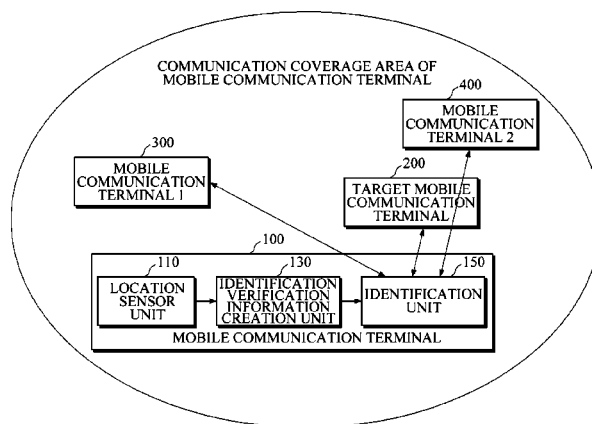 COMMUNICATION COVERAGE AREA OF
MOBILE COMMUNICATION TERMINAL
400
MOBILE
COMMUNICATION
TERMINAL 2
300
MOBILE
COMMUNICATION
TERMINAL 1
200
TARGET MOBILE
COMMUNICATION
TERMINAL
100
110
LOCATION
SENSOR
UNIT
130
IDENTIFICATION
VERIFICATION
INFORMATION
CREATION UNIT
150
IDENTIFICATION
UNIT
MOBILE COMMUNICATION TERMINAL